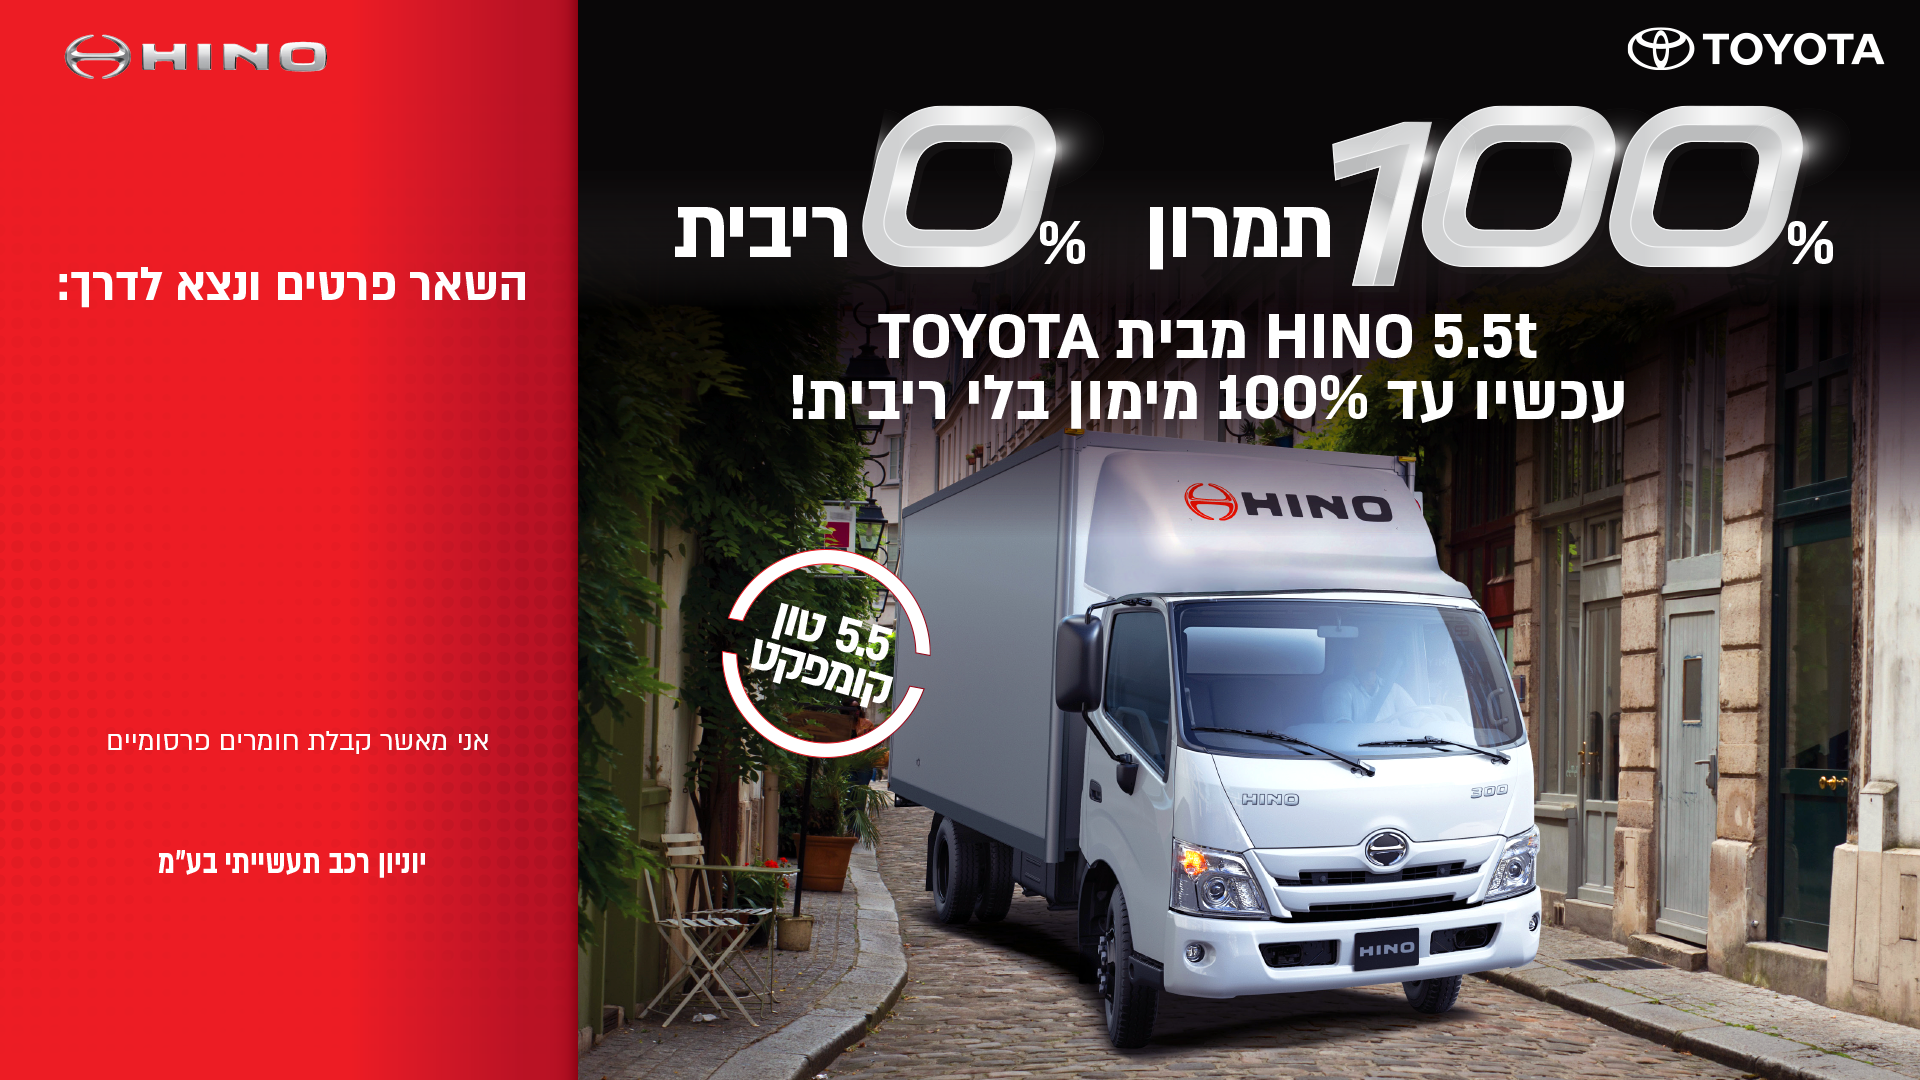 HINO
TOYOTA
100% תמרון 0% ריבית
HINO 5.5t מבית TOYOTA
עכשיו עד 100% מימון בלי ריבית!
השאר פרטים ונצא לדרך:
HINO
5.5 טון
קומפקט
אני מאשר קבלת חומרים פרסומיים
HINO
300
יוניון רכב תעשייתי בע"מ
HINO